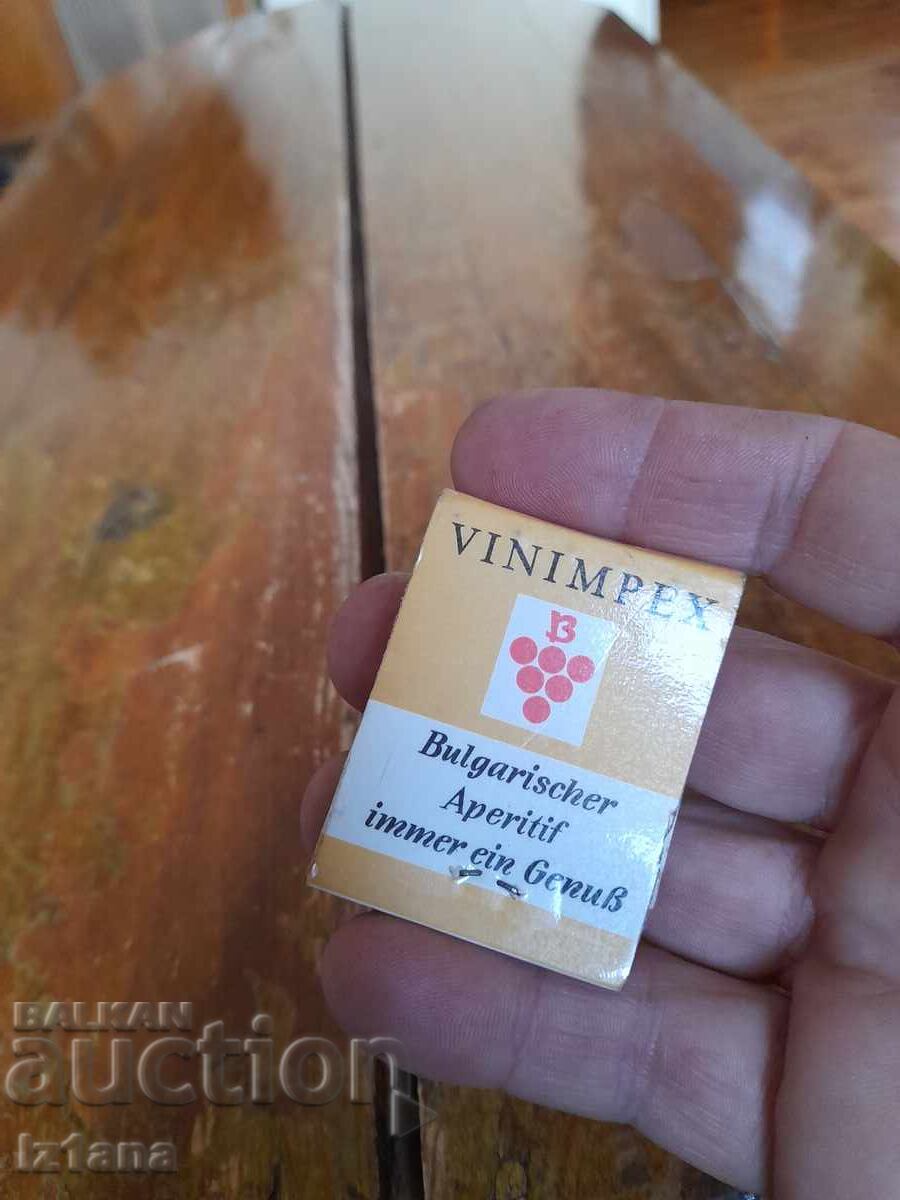 VINIMPEX
Bulgarischer
Aperitif
immer ein Genuß
BALKAN
auction
Iz1ana